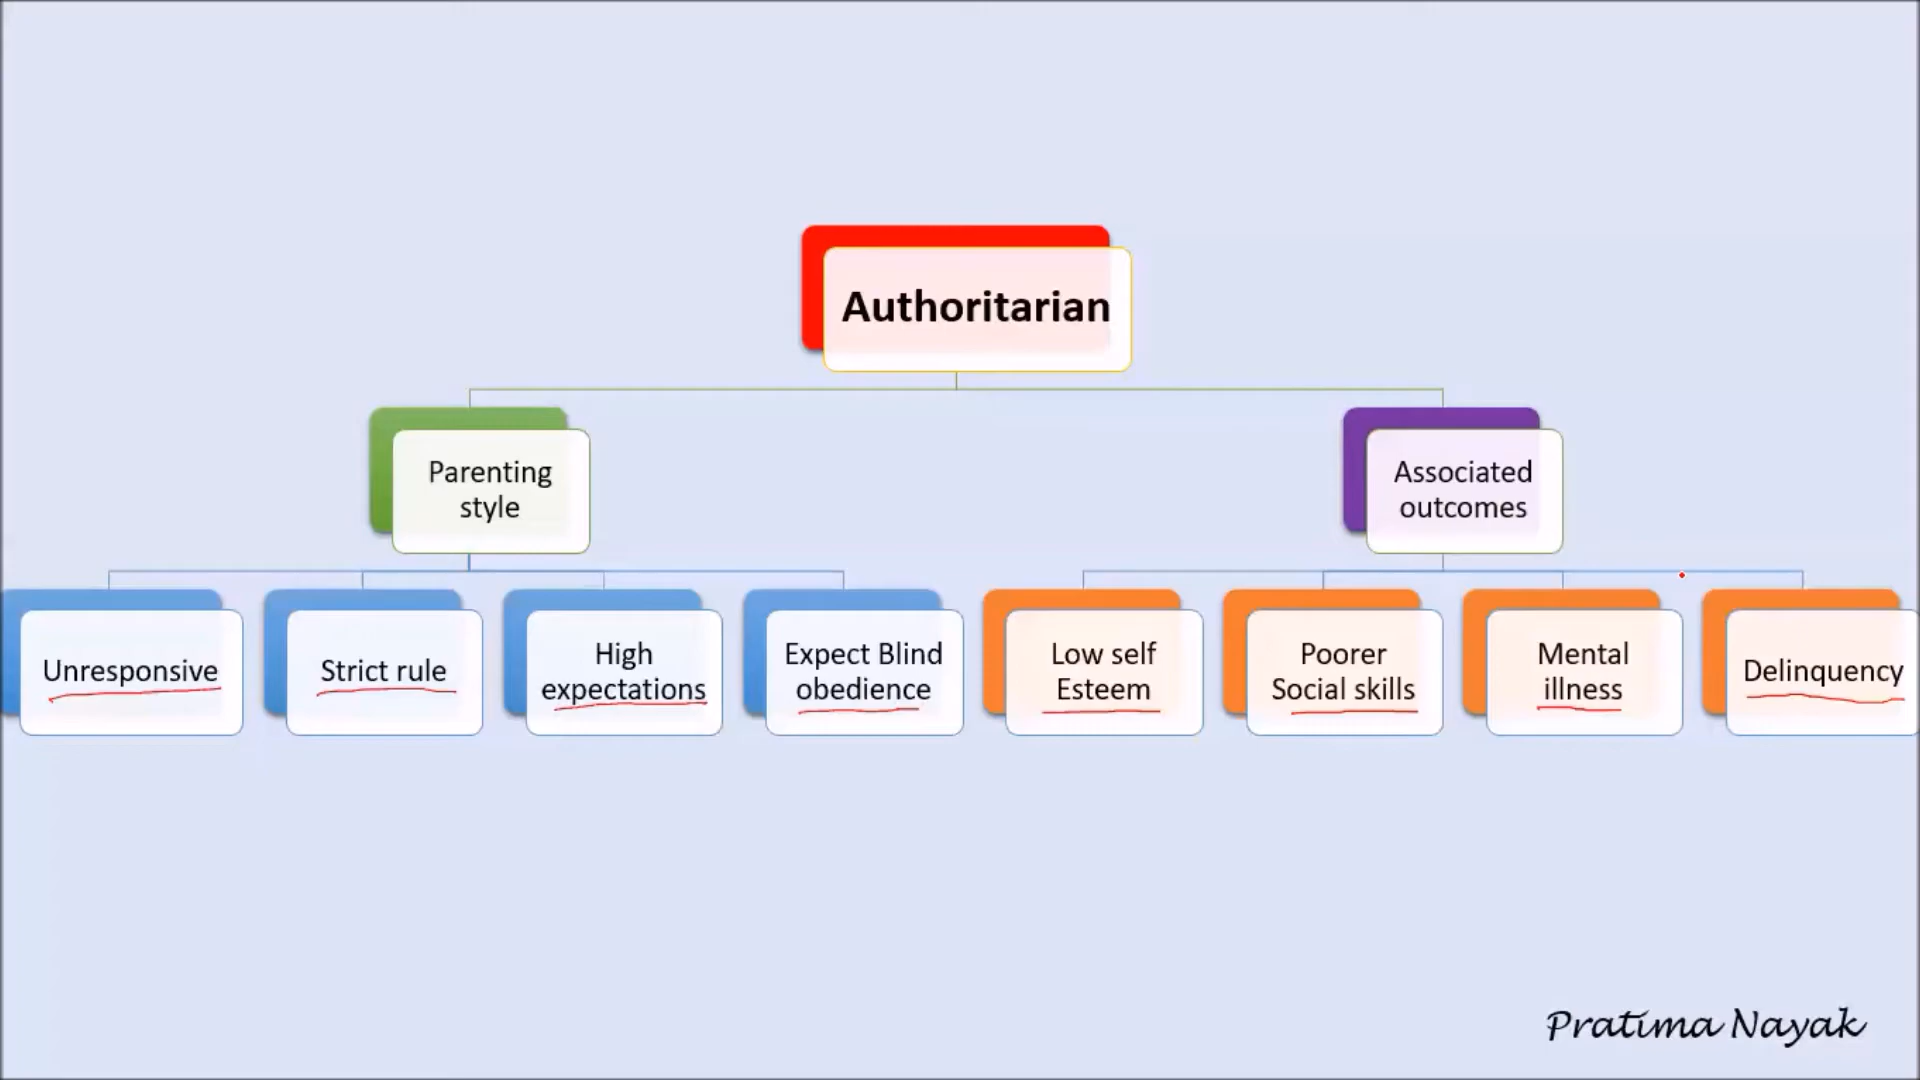 Authoritarian
Parenting
style
Associated
outcomes
Unresponsive
Strict rule
High
expectations
Expect Blind
obedience
Low self
Esteem
Poorer
Social skills
Mental
illness
Delinquency
Pratima Nayak